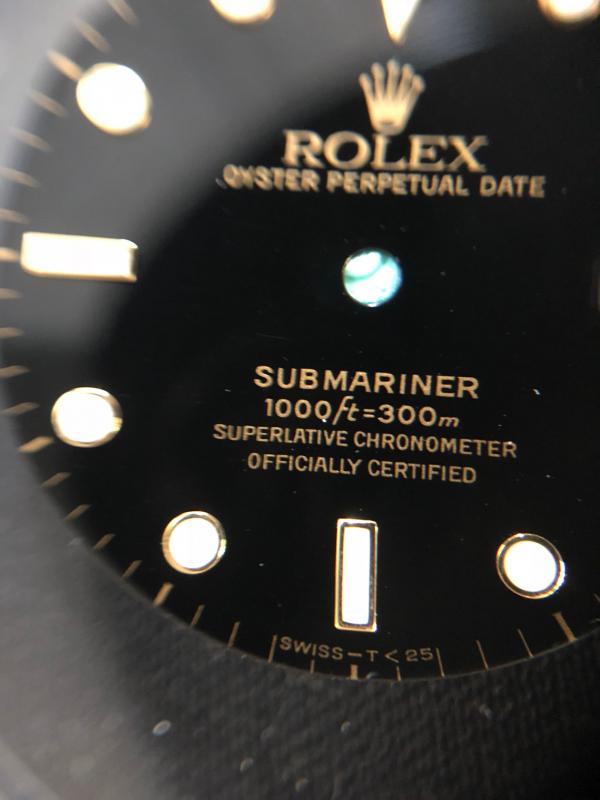 ROLEX
OYSTER PERPETUAL DATE
SUBMARINER
1000ft=300m
SUPERLATIVE CHRONOMETER
OFFICIALLY CERTIFIED
SWISS-T<25